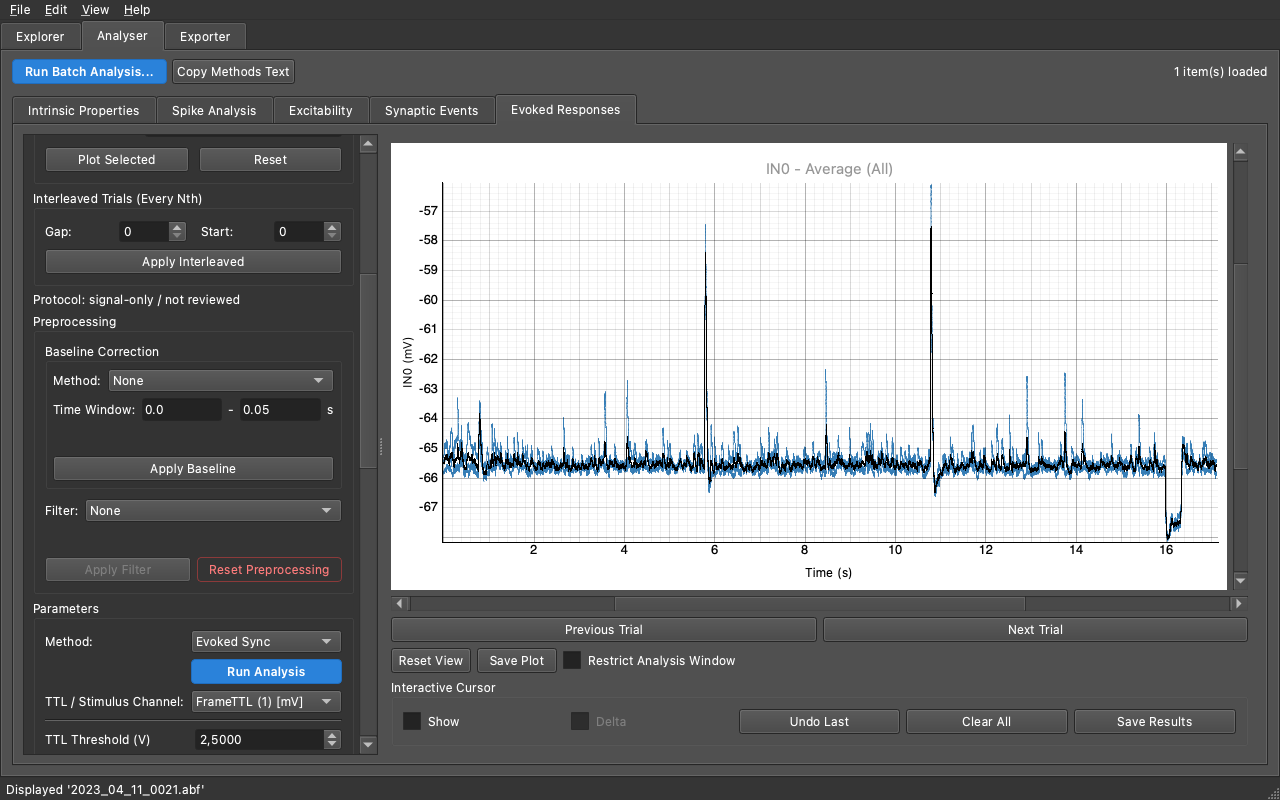 File Edit View Help
Explorer Analyser Exporter
Run Batch Analysis... Copy Methods Text 1 item(s) loaded
Intrinsic Properties Spike Analysis Excitability Synaptic Events Evoked Responses
Plot Selected Reset
Interleaved Trials (Every Nth)
Gap: 0 Start: 0
Apply Interleaved
Protocol: signal-only / not reviewed
Preprocessing
Baseline Correction
Method: None
Time Window: 0.0 - 0.05 s
Apply Baseline
Filter: None
Apply Filter Reset Preprocessing
Parameters
Method: Evoked Sync
Run Analysis
TTL / Stimulus Channel: FrameTTL (1) [mV]
TTL Threshold (V) 2,5000
IN0 - Average (All)
IN0 (mV)
-57
-58
-59
-60
-61
-62
-63
-64
-65
-66
-67
2 4 6 8 10 12 14 16
Time (s)
Previous Trial Next Trial
Reset View Save Plot Restrict Analysis Window
Interactive Cursor
Show Delta Undo Last Clear All Save Results
Displayed '2023_04_11_0021.abf'